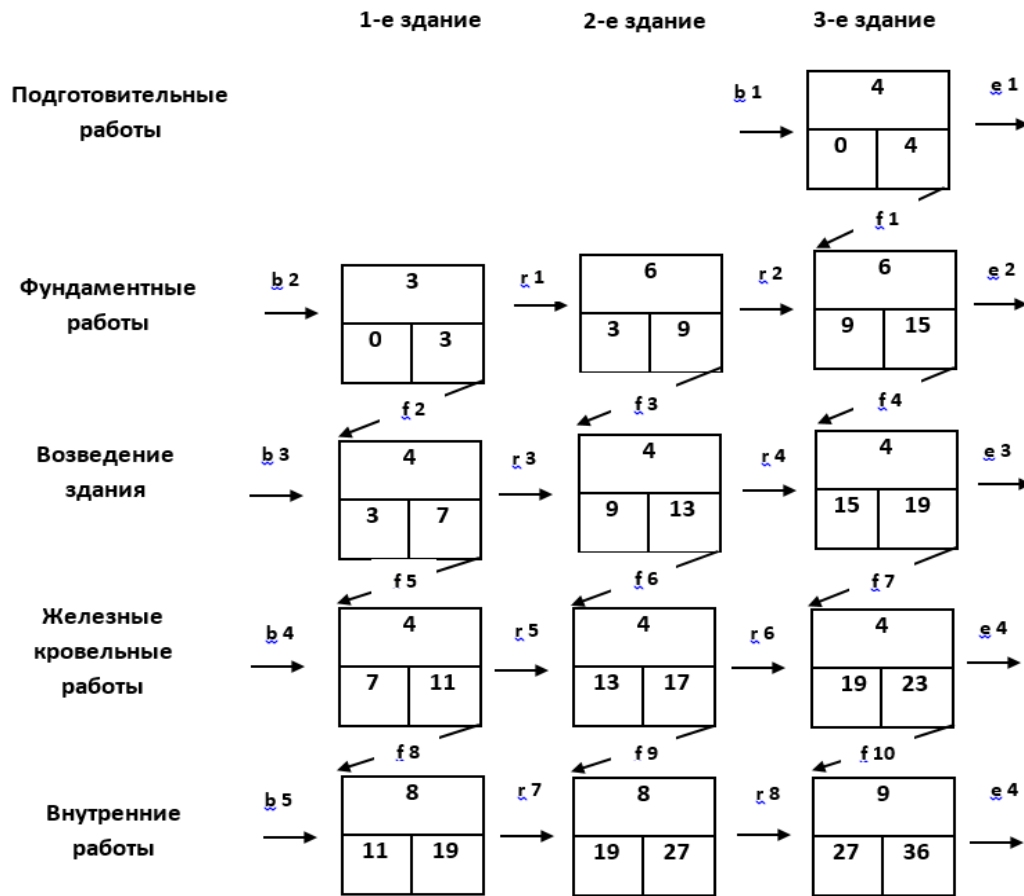 1-е здание 2-е здание 3-е здание
Подготовительные
работы
b 1
4
e 1
0 4
f 1
Фундаментные
работы
b 2
3
r 1
6
r 2
6
e 2
0 3
3 9
9 15
f 2
f 3
f 4
Возведение
здания
b 3
4
r 3
4
r 4
4
e 3
3 7
9 13
15 19
f 5
f 6
f 7
Железные
кровельные
работы
b 4
4
r 5
4
r 6
4
e 4
7 11
13 17
19 23
f 8
f 9
f 10
Внутренние
работы
b 5
8
r 7
8
r 8
9
e 4
11 19
19 27
27 36